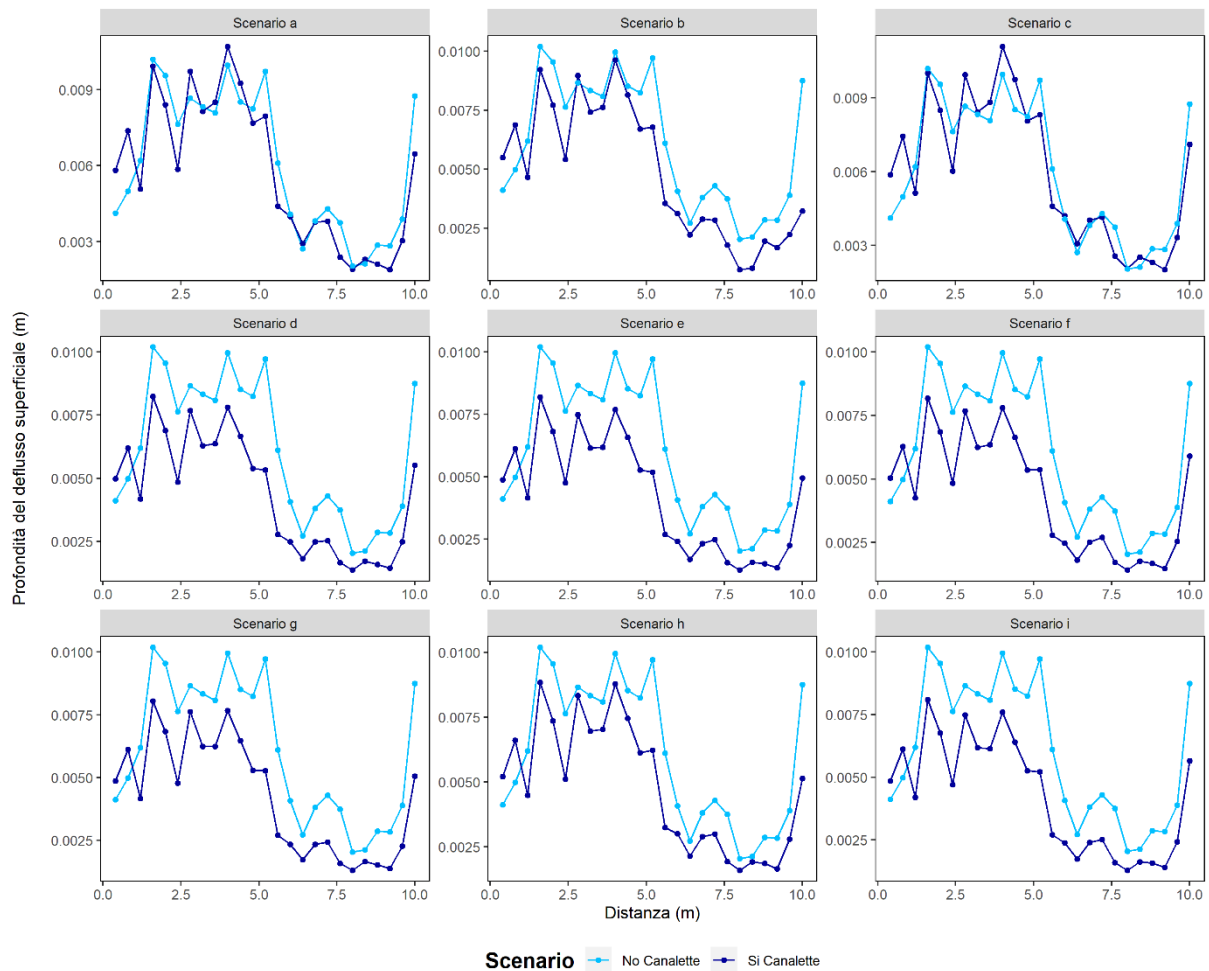 Scenario a
Scenario b
Scenario c
0.009
0.006
0.003
0.0100
0.0075
0.0050
0.0025
0.009
0.006
0.003
0.0 2.5 5.0 7.5 10.0
0.0 2.5 5.0 7.5 10.0
0.0 2.5 5.0 7.5 10.0
Profondità del deflusso superficiale (m)
Scenario d
Scenario e
Scenario f
0.0100
0.0075
0.0050
0.0025
0.0100
0.0075
0.0050
0.0025
0.0100
0.0075
0.0050
0.0025
0.0 2.5 5.0 7.5 10.0
0.0 2.5 5.0 7.5 10.0
0.0 2.5 5.0 7.5 10.0
Scenario g
Scenario h
Scenario i
0.0100
0.0075
0.0050
0.0025
0.0100
0.0075
0.0050
0.0025
0.0100
0.0075
0.0050
0.0025
0.0 2.5 5.0 7.5 10.0
0.0 2.5 5.0 7.5 10.0
0.0 2.5 5.0 7.5 10.0
Distanza (m)
Scenario No Canalette Si Canalette